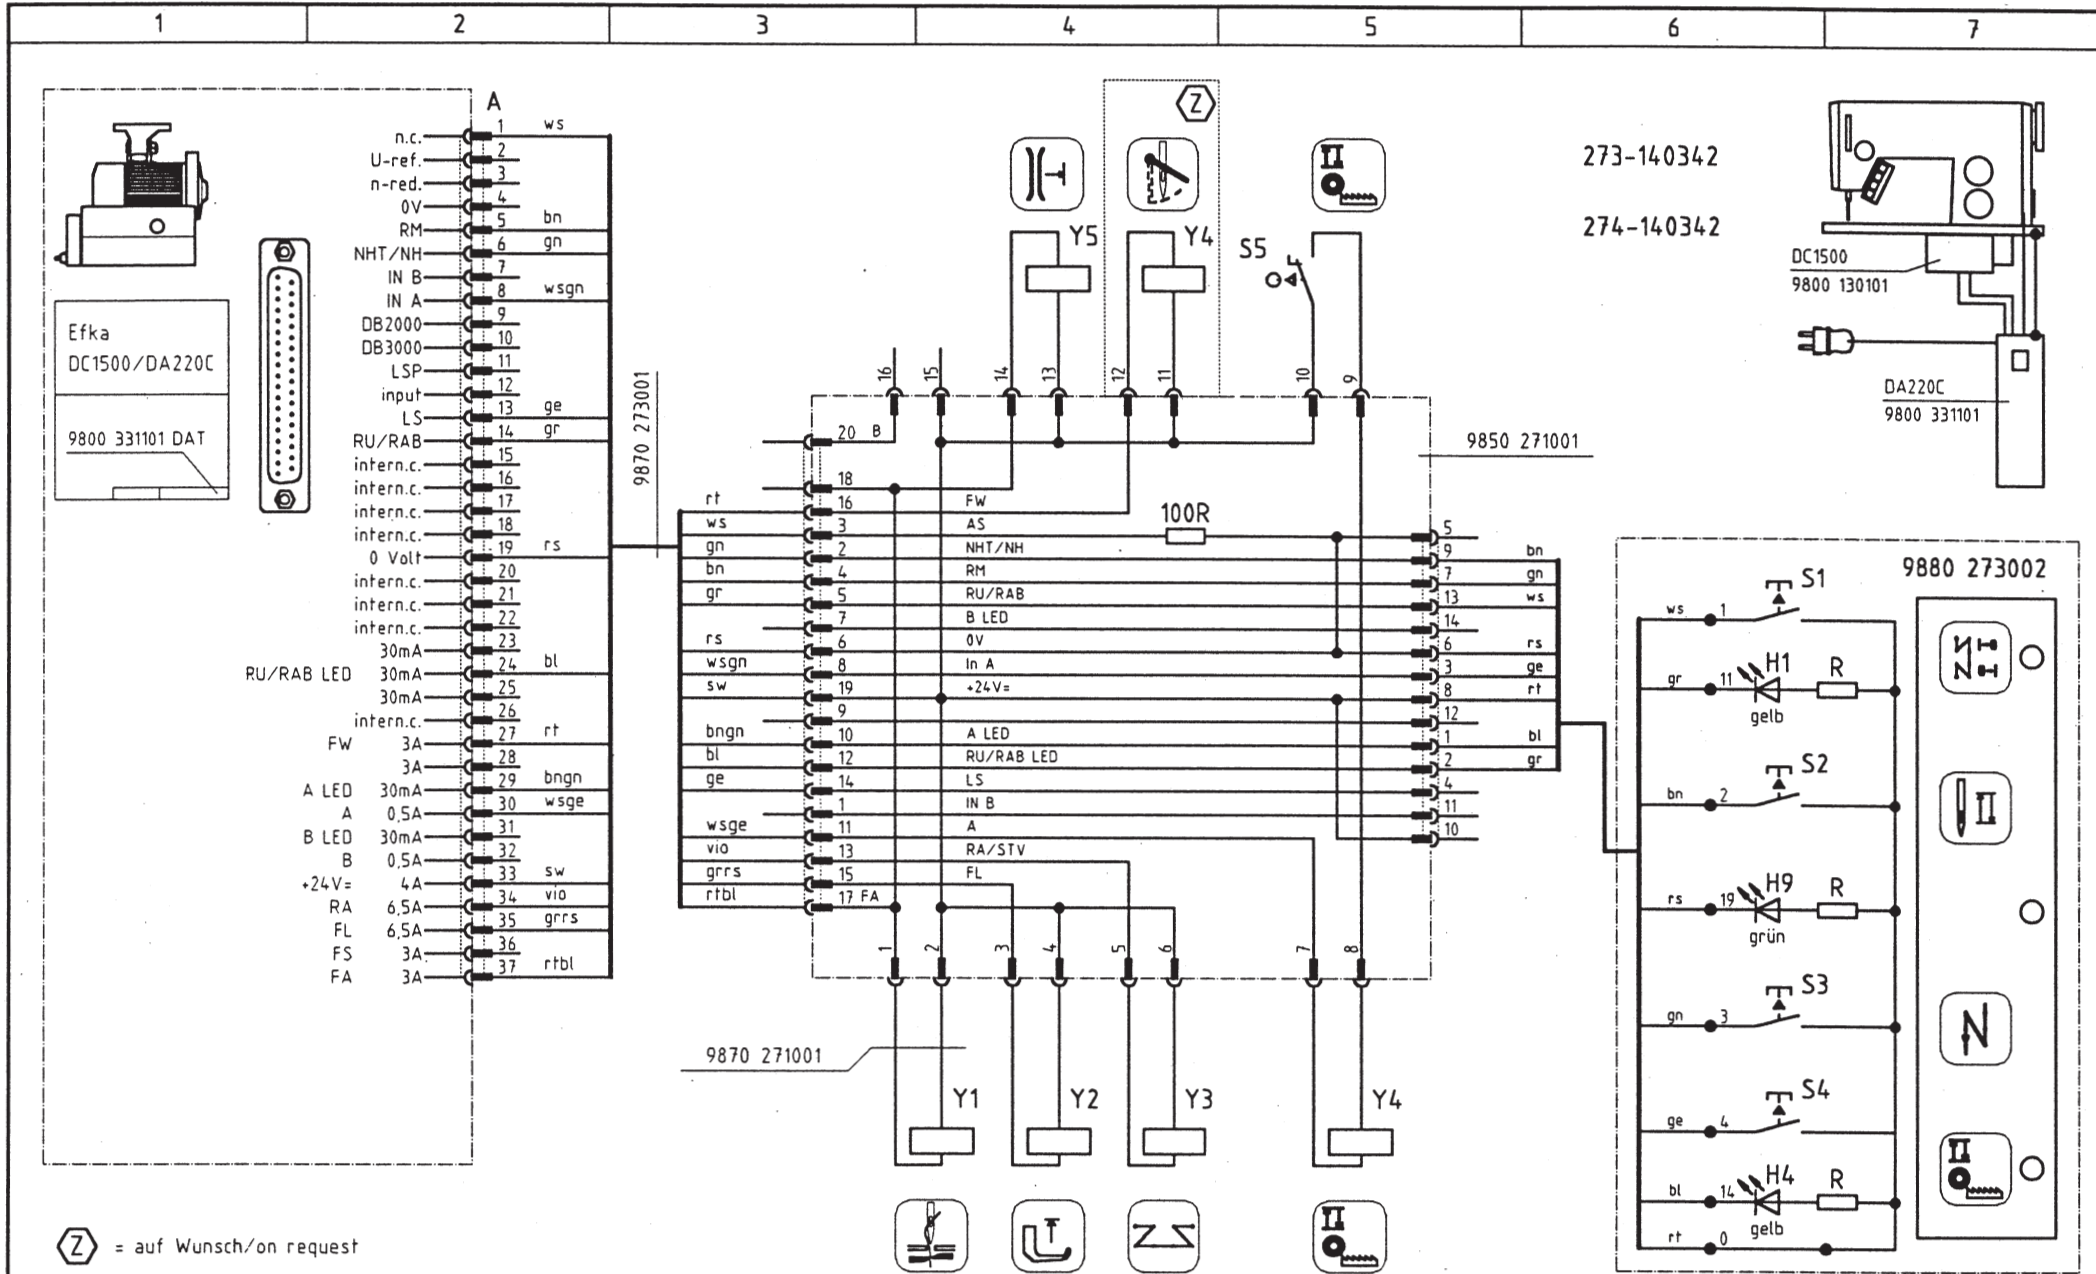 1 2 3 4 5 6 7
A
n.c. 1 ws
U-ref. 2
n-red. 3
0V 4
RM 5 bn
NHT/NH 6 gn
IN B 7
IN A 8 wsgn
DB2000 9
DB3000 10
LSP 11
input 12
LS 13 ge
RU/RAB 14 gr
intern.c. 15
intern.c. 16
intern.c. 17
intern.c. 18
0 Volt 19 rs
intern.c. 20
intern.c. 21
intern.c. 22
30mA 23
RU/RAB LED 30mA 24 bl
30mA 25
intern.c. 26
FW 3A 27 rt
3A 28
A LED 30mA 29 bngn
A 0,5A 30 wsge
B LED 30mA 31
B 0,5A 32
+24V= 4A 33 sw
RA 6,5A 34 vio
FL 6,5A 35 grrs
FS 3A 36
FA 3A 37 rtbl
Efka
DC1500/DA220C
9800 331101 DAT
Z = auf Wunsch/on request
9870 273001
Z
Y5 Y4 S5
16 15 14 13 12 11 10 9
20 B
18
rt 16 FW
ws 3 AS 100R 5
gn 2 NHT/NH 9 bn
bn 4 RM 7 gn
gr 5 RU/RAB 13 ws
7 B LED 14
rs 6 0V 6 rs
wsgn 8 In A 3 ge
sw 19 +24V= 8 rt
9 12
bngn 10 A LED 1 bl
bl 12 RU/RAB LED 2 gr
ge 14 LS 4
1 IN B 11
wsge 11 A 10
vio 13 RA/STV
grrs 15 FL
rtbl 17 FA
1 2 3 4 5 6 7 8
9850 271001
9870 271001
Y1 Y2 Y3 Y4
273-140342
274-140342
DC1500
9800 130101
DA220C
9800 331101
9880 273002
ws 1 S1
gr 11 H1 R
gelb
bn 2 S2
rs 19 H9 R
grün
gn 3 S3
ge 4 S4
bl 14 H4 R
gelb
rt 0